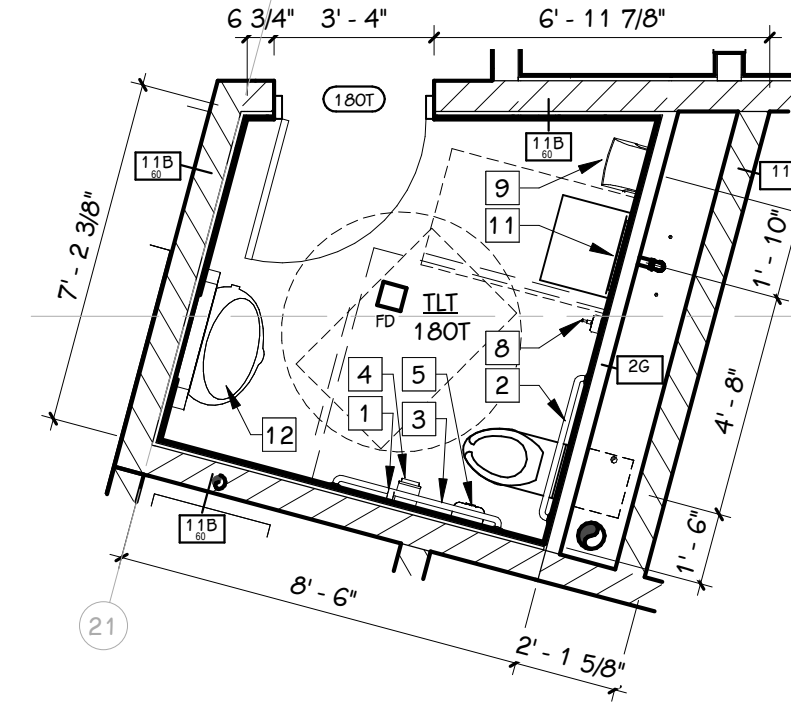 6 3/4"
3' - 4"
6' - 11 7/8"
180T
11B
60
11B
60
11
9
11
7' - 2 3/8"
1' - 10"
TLT
180T
FD
8
2G
4
5
2
1
3
4' - 8"
12
11B
60
1' - 6"
8' - 6"
21
2' - 1 5/8"